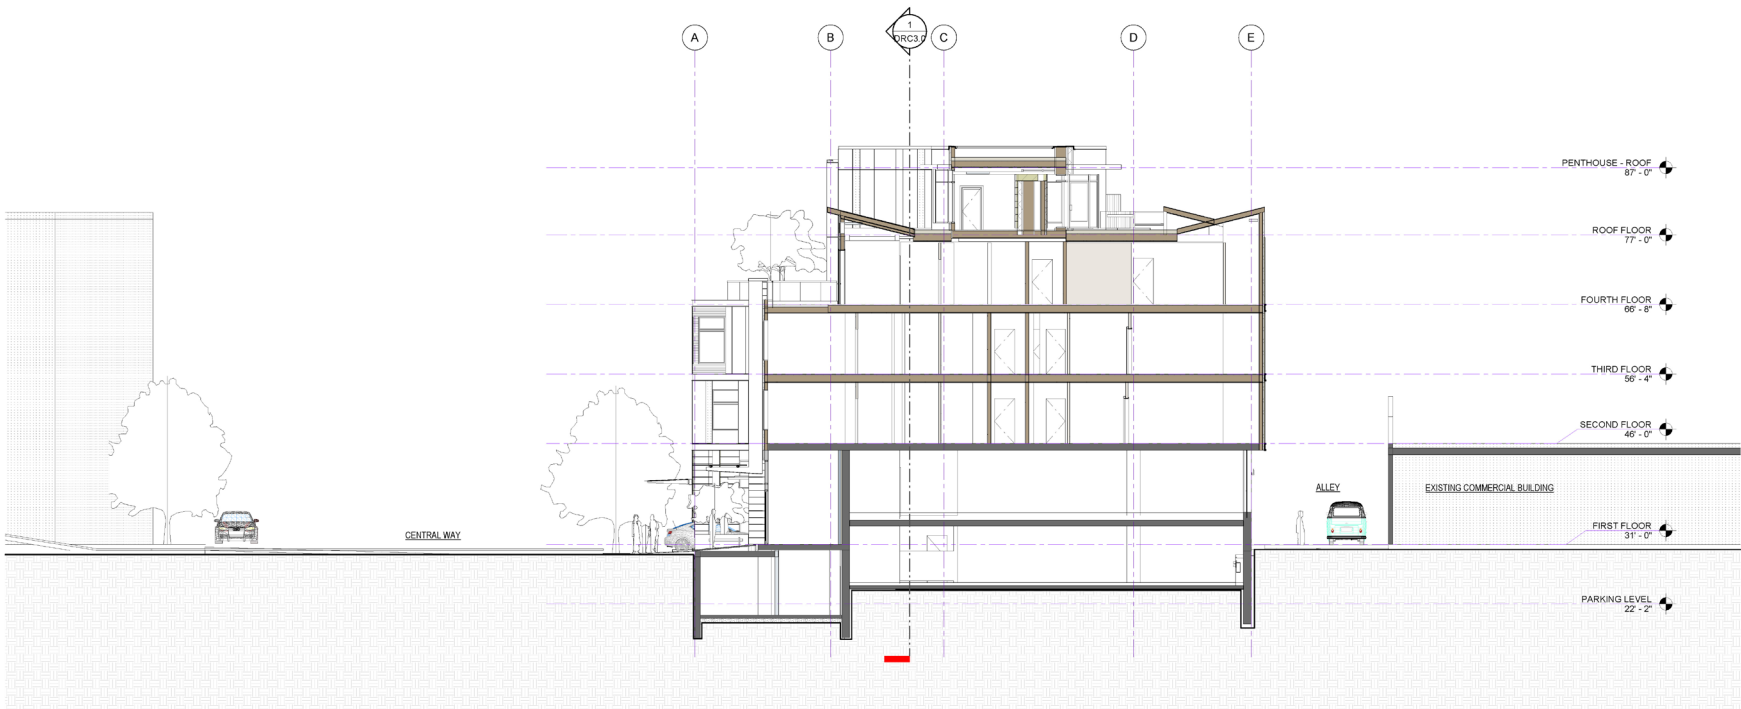 A
B
1
DRC3.0
C
D
E
PENTHOUSE - ROOF
87' - 0"
ROOF FLOOR
77' - 0"
FOURTH FLOOR
66' - 8"
THIRD FLOOR
56' - 4"
SECOND FLOOR
46' - 0"
ALLEY
EXISTING COMMERCIAL BUILDING
CENTRAL WAY
FIRST FLOOR
31' - 0"
PARKING LEVEL
22' - 2"